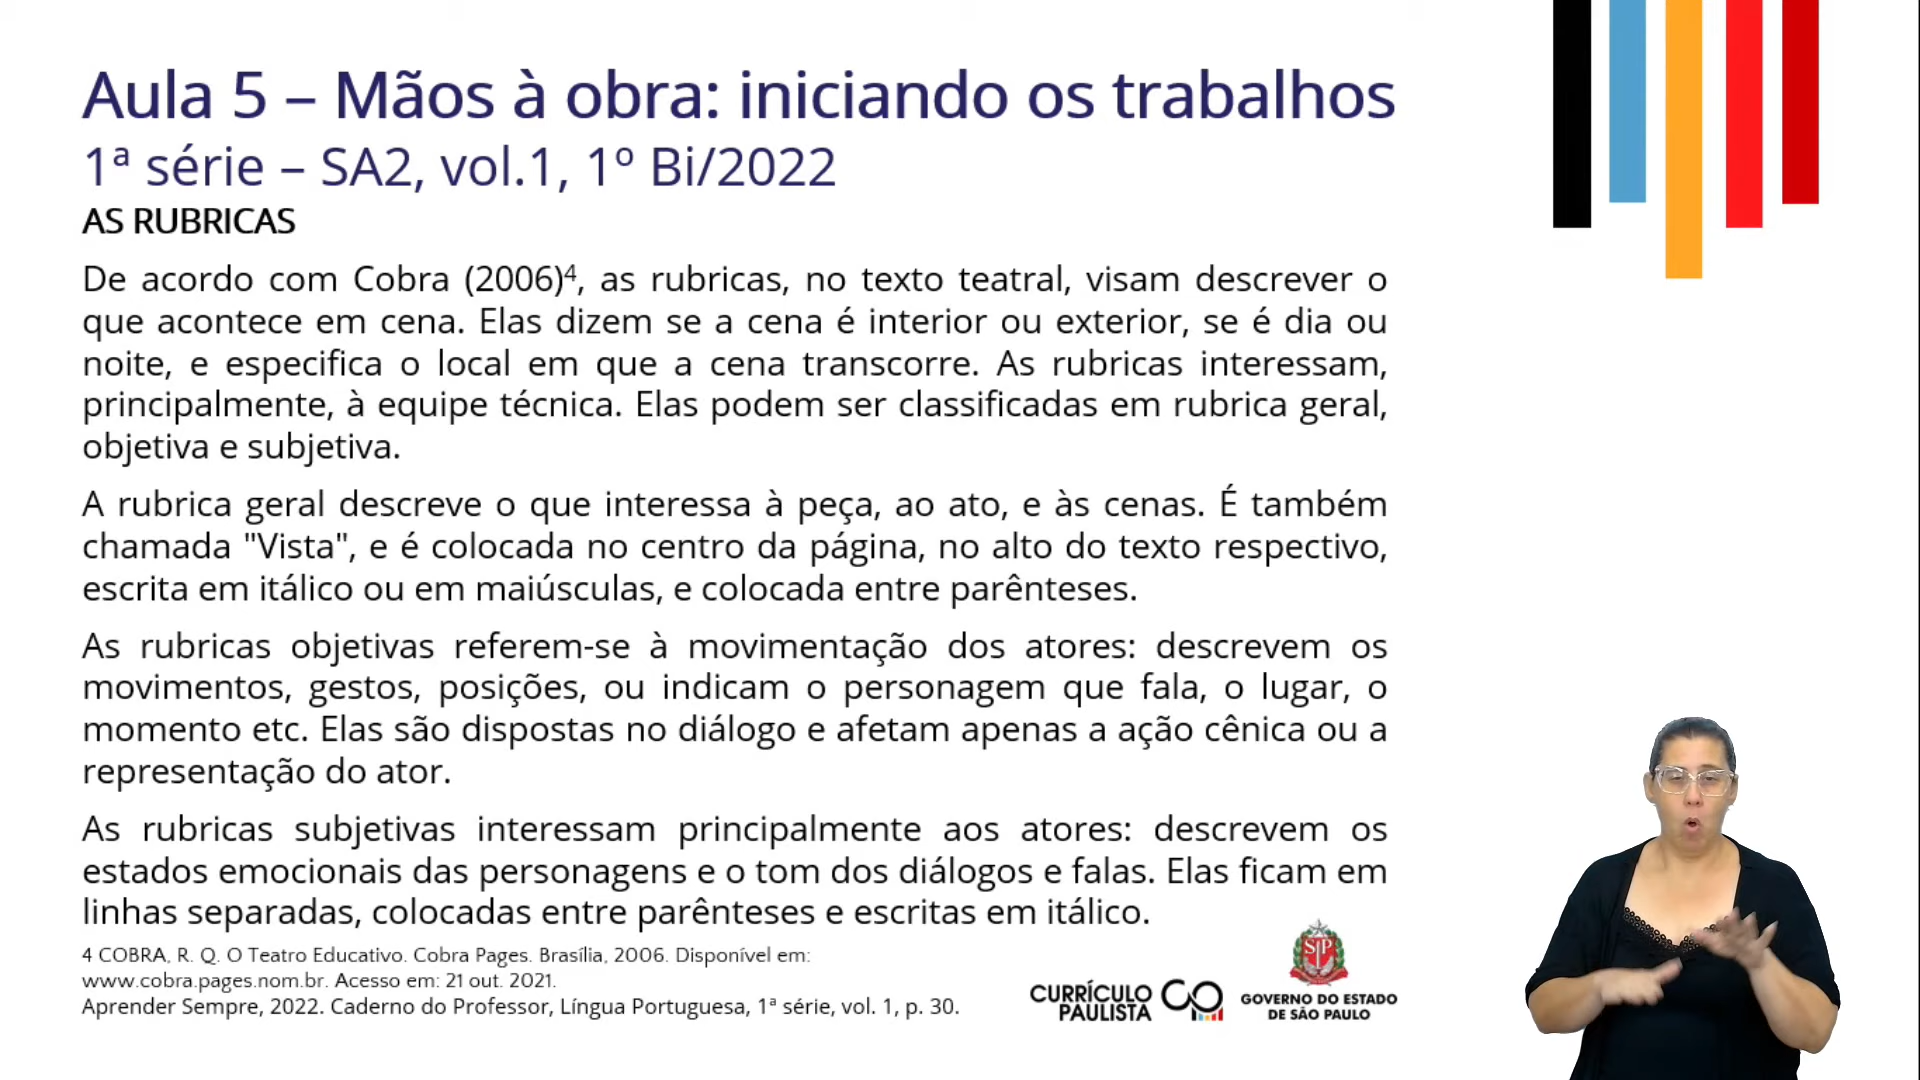 Aula 5 – Mãos à obra: iniciando os trabalhos
1ª série – SA2, vol.1, 1º Bi/2022
AS RUBRICAS
De acordo com Cobra (2006)⁴, as rubricas, no texto teatral, visam descrever o
que acontece em cena. Elas dizem se a cena é interior ou exterior, se é dia ou
noite, e especifica o local em que a cena transcorre. As rubricas interessam,
principalmente, à equipe técnica. Elas podem ser classificadas em rubrica geral,
objetiva e subjetiva.
A rubrica geral descreve o que interessa à peça, ao ato, e às cenas. É também
chamada "Vista", e é colocada no centro da página, no alto do texto respectivo,
escrita em itálico ou em maiúsculas, e colocada entre parênteses.
As rubricas objetivas referem-se à movimentação dos atores: descrevem os
movimentos, gestos, posições, ou indicam o personagem que fala, o lugar, o
momento etc. Elas são dispostas no diálogo e afetam apenas a ação cênica ou a
representação do ator.
As rubricas subjetivas interessam principalmente aos atores: descrevem os
estados emocionais das personagens e o tom dos diálogos e falas. Elas ficam em
linhas separadas, colocadas entre parênteses e escritas em itálico.
4 COBRA, R. Q. O Teatro Educativo. Cobra Pages. Brasília, 2006. Disponível em:
www.cobra.pages.nom.br. Acesso em: 21 out. 2021.
Aprender Sempre, 2022. Caderno do Professor, Língua Portuguesa, 1ª série, vol. 1, p. 30.
CURRÍCULO
PAULISTA
SP
GOVERNO DO ESTADO
DE SÃO PAULO